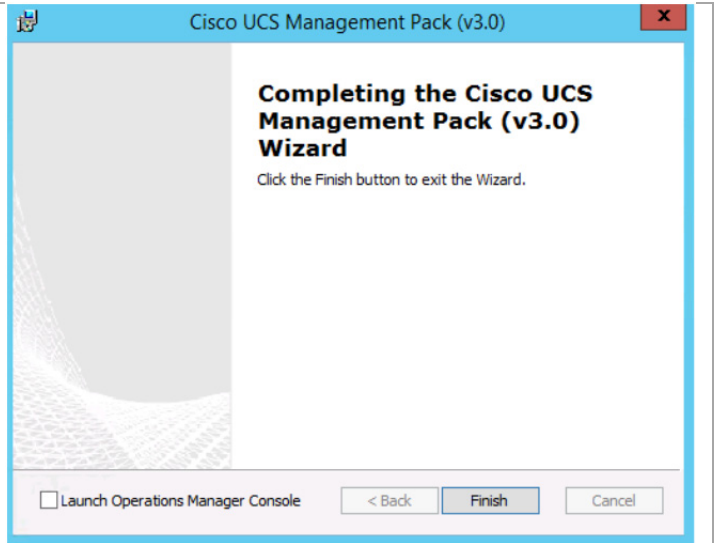 Cisco UCS Management Pack (v3.0)
x
Completing the Cisco UCS
Management Pack (v3.0)
Wizard
Click the Finish button to exit the Wizard.
Launch Operations Manager Console
< Back
Finish
Cancel